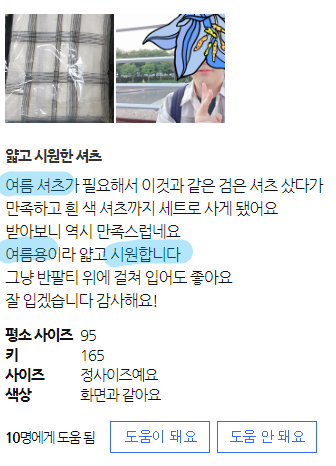 얇고 시원한 셔츠
여름 셔츠가 필요해서 이것과 같은 검은 셔츠 샀다가
만족하고 흰 색 셔츠까지 세트로 사게 됐어요
받아보니 역시 만족스럽네요
여름용이라 얇고 시원합니다
그냥 반팔티 위에 걸쳐 입어도 좋아요
잘 입겠습니다 감사해요!
평소 사이즈 95
키 165
사이즈 정사이즈예요
색상 화면과 같아요
10명에게 도움 됨 도움이 돼요 도움 안 돼요